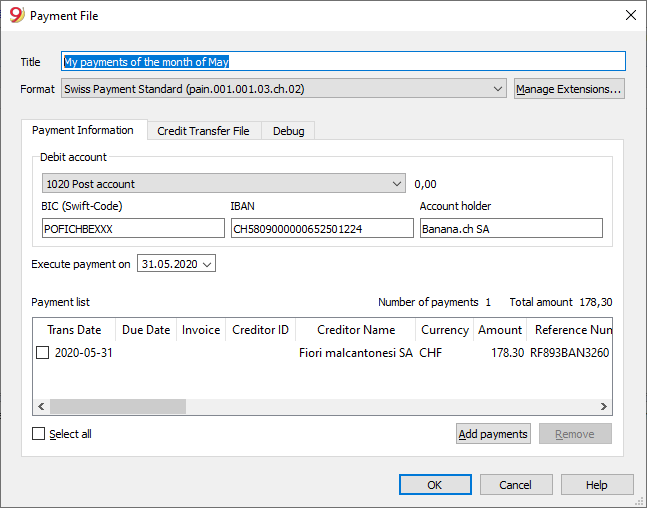 9 Payment File
Title My payments of the month of May
Format Swiss Payment Standard (pain.001.001.03.ch.02) Manage Extensions...
Payment Information Credit Transfer File Debug
Debit account
1020 Post account 0,00
BIC (Swift-Code) IBAN Account holder
POFICHBEXXX CH5809000000652501224 Banana.ch SA
Execute payment on 31.05.2020
Payment list Number of payments 1 Total amount 178,30
Trans Date Due Date Invoice Creditor ID Creditor Name Currency Amount Reference Nun
2020-05-31 Fiori malcantonesi SA CHF 178.30 RF893BAN3260
Select all Add payments Remove
OK Cancel Help